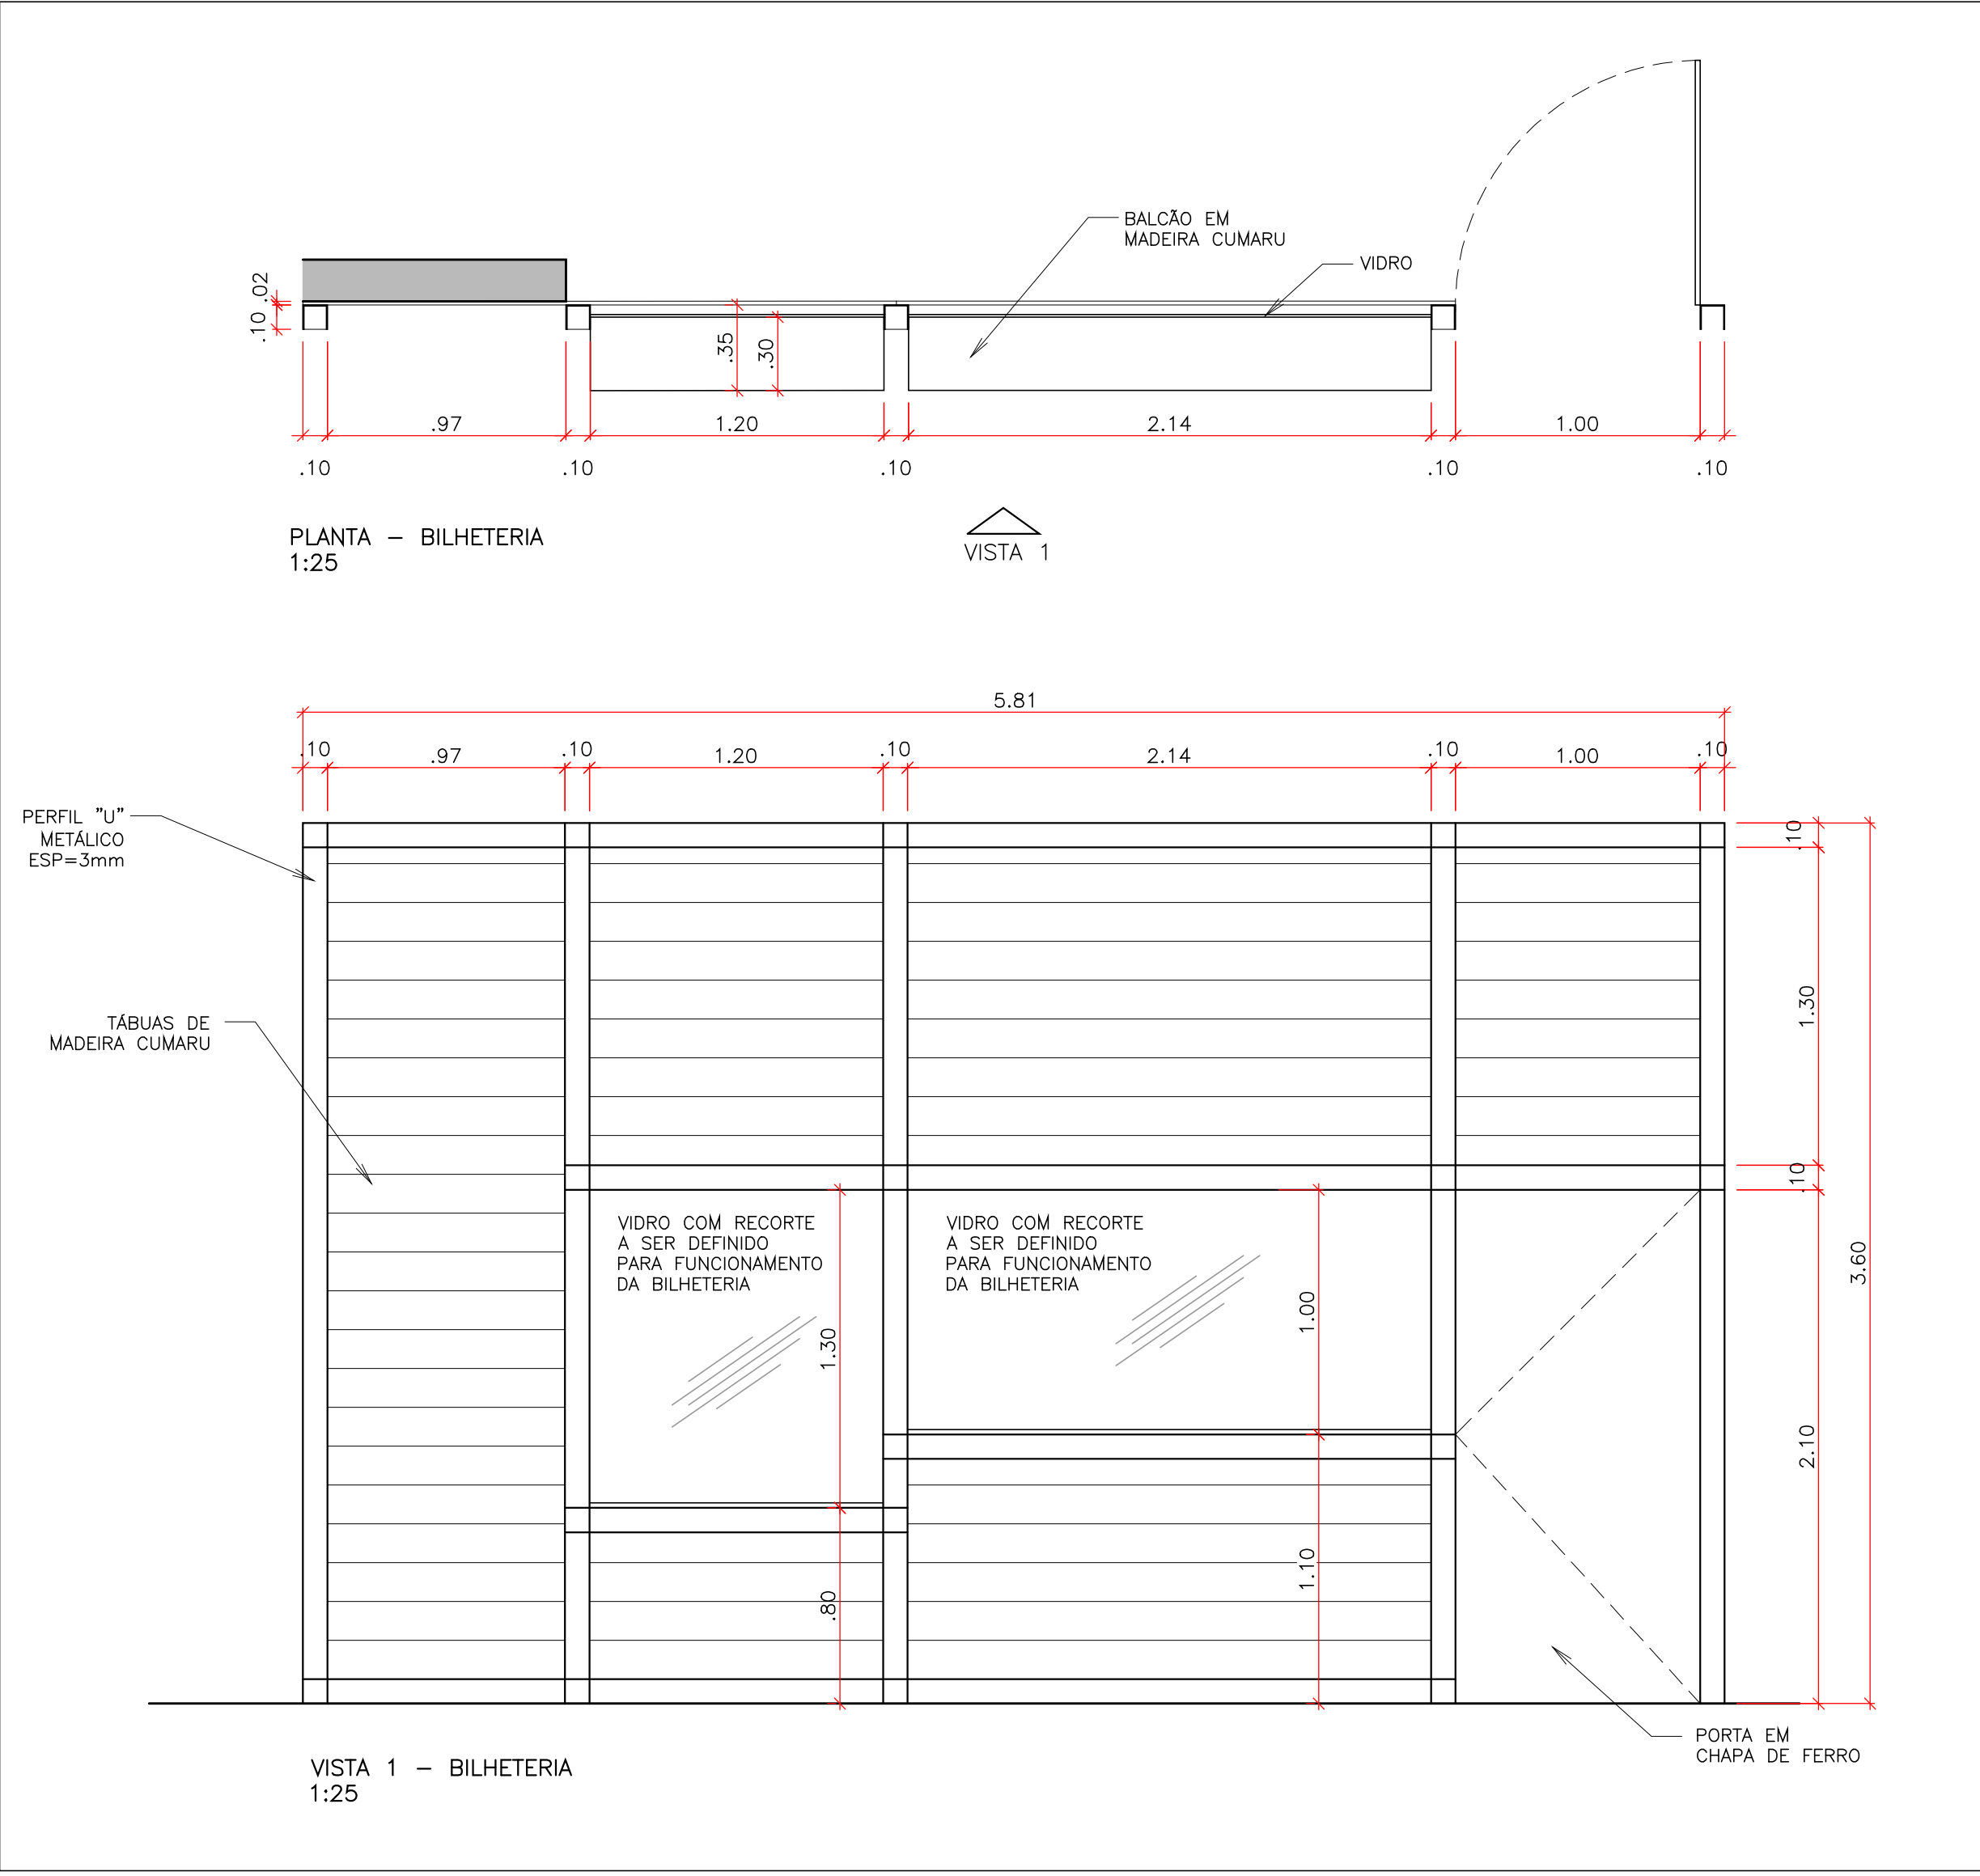 BALCÃO EM
MADEIRA CUMARU
VIDRO
.02
.10
.35
.30
.97
1.20
2.14
1.00
.10
.10
.10
.10
.10
PLANTA - BILHETERIA
1:25
VISTA 1
5.81
.10
.97
.10
1.20
.10
2.14
.10
1.00
.10
PERFIL "U"
METÁLICO
ESP=3mm
.10
TÁBUAS DE
MADEIRA CUMARU
1.30
.10
VIDRO COM RECORTE
A SER DEFINIDO
PARA FUNCIONAMENTO
DA BILHETERIA
VIDRO COM RECORTE
A SER DEFINIDO
PARA FUNCIONAMENTO
DA BILHETERIA
1.30
1.00
3.60
2.10
.80
1.10
PORTA EM
CHAPA DE FERRO
VISTA 1 - BILHETERIA
1:25